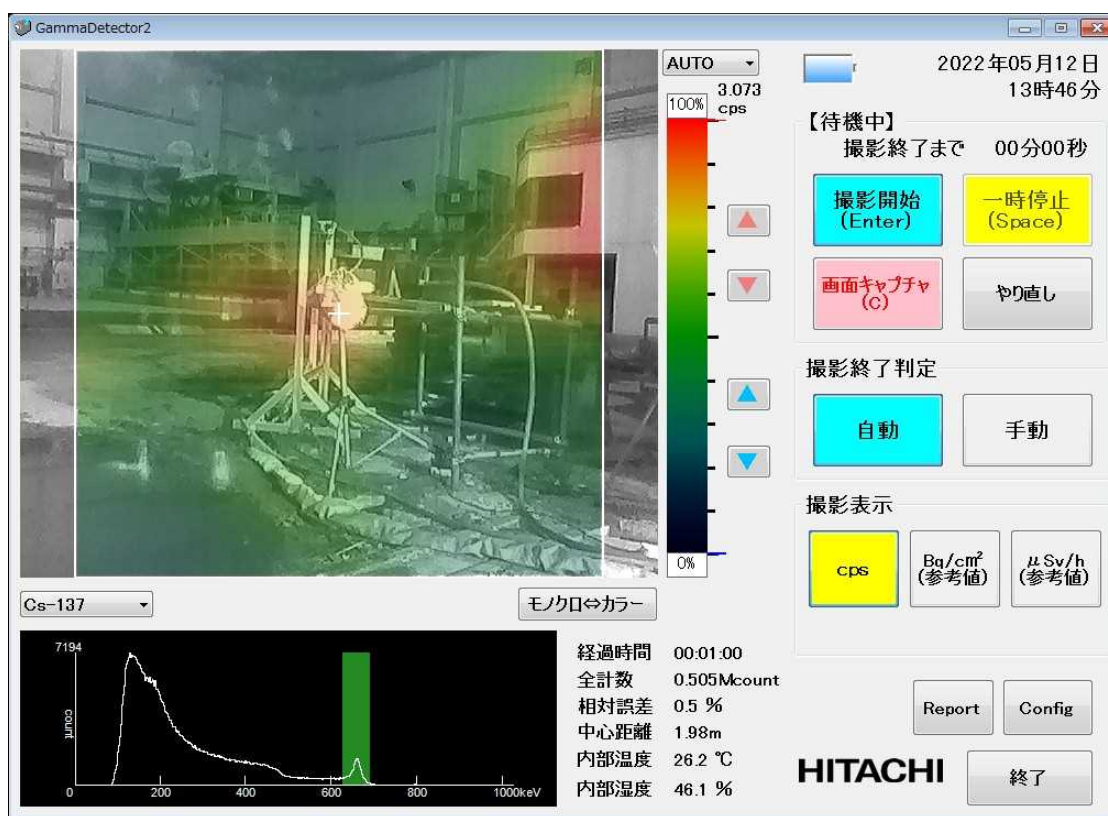 GammaDetector2
AUTO
3.073
cps
100%
0%
2022年05月12日
13時46分
【待機中】
撮影終了まで 00分00秒
撮影開始
(Enter)
一時停止
(Space)
画面キャプチャ
(C)
やり直し
撮影終了判定
自動
手動
撮影表示
cps
Bq/cm²
(参考値)
μSv/h
(参考値)
Cs-137
モノクロ⇔カラー
7194
count
0 200 400 600 800 1000keV
経過時間 00:01:00
全計数 0.505Mcount
相対誤差 0.5 %
中心距離 1.98m
内部温度 26.2 ℃
内部湿度 46.1 %
Report
Config
HITACHI
終了